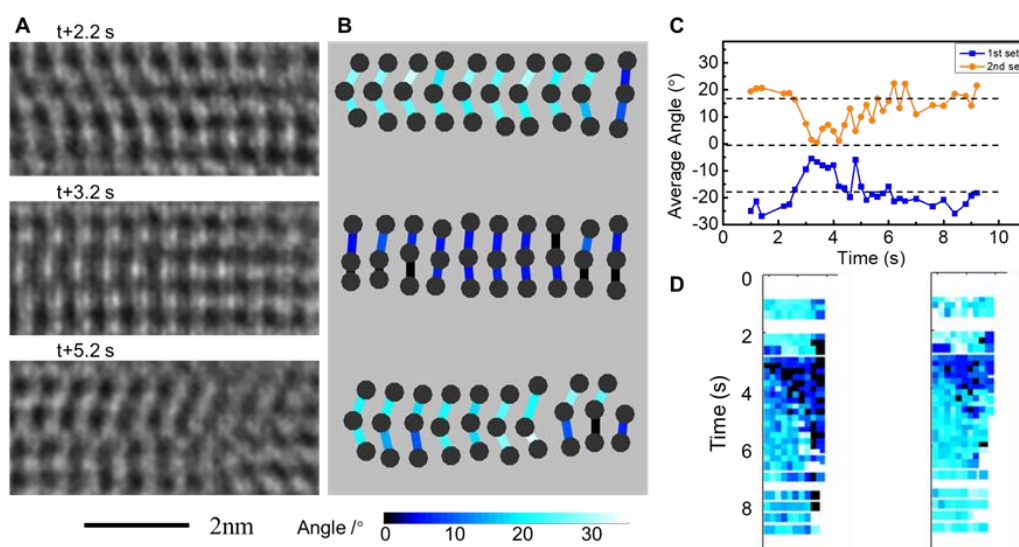 A
t+2.2 s
t+3.2 s
t+5.2 s
2nm
B
Angle /°
0
10
20
30
C
Average Angle (°)
30
20
10
0
-10
-20
-30
0
2
4
6
8
10
Time (s)
1st set
2nd se
D
Time (s)
0
2
4
6
8